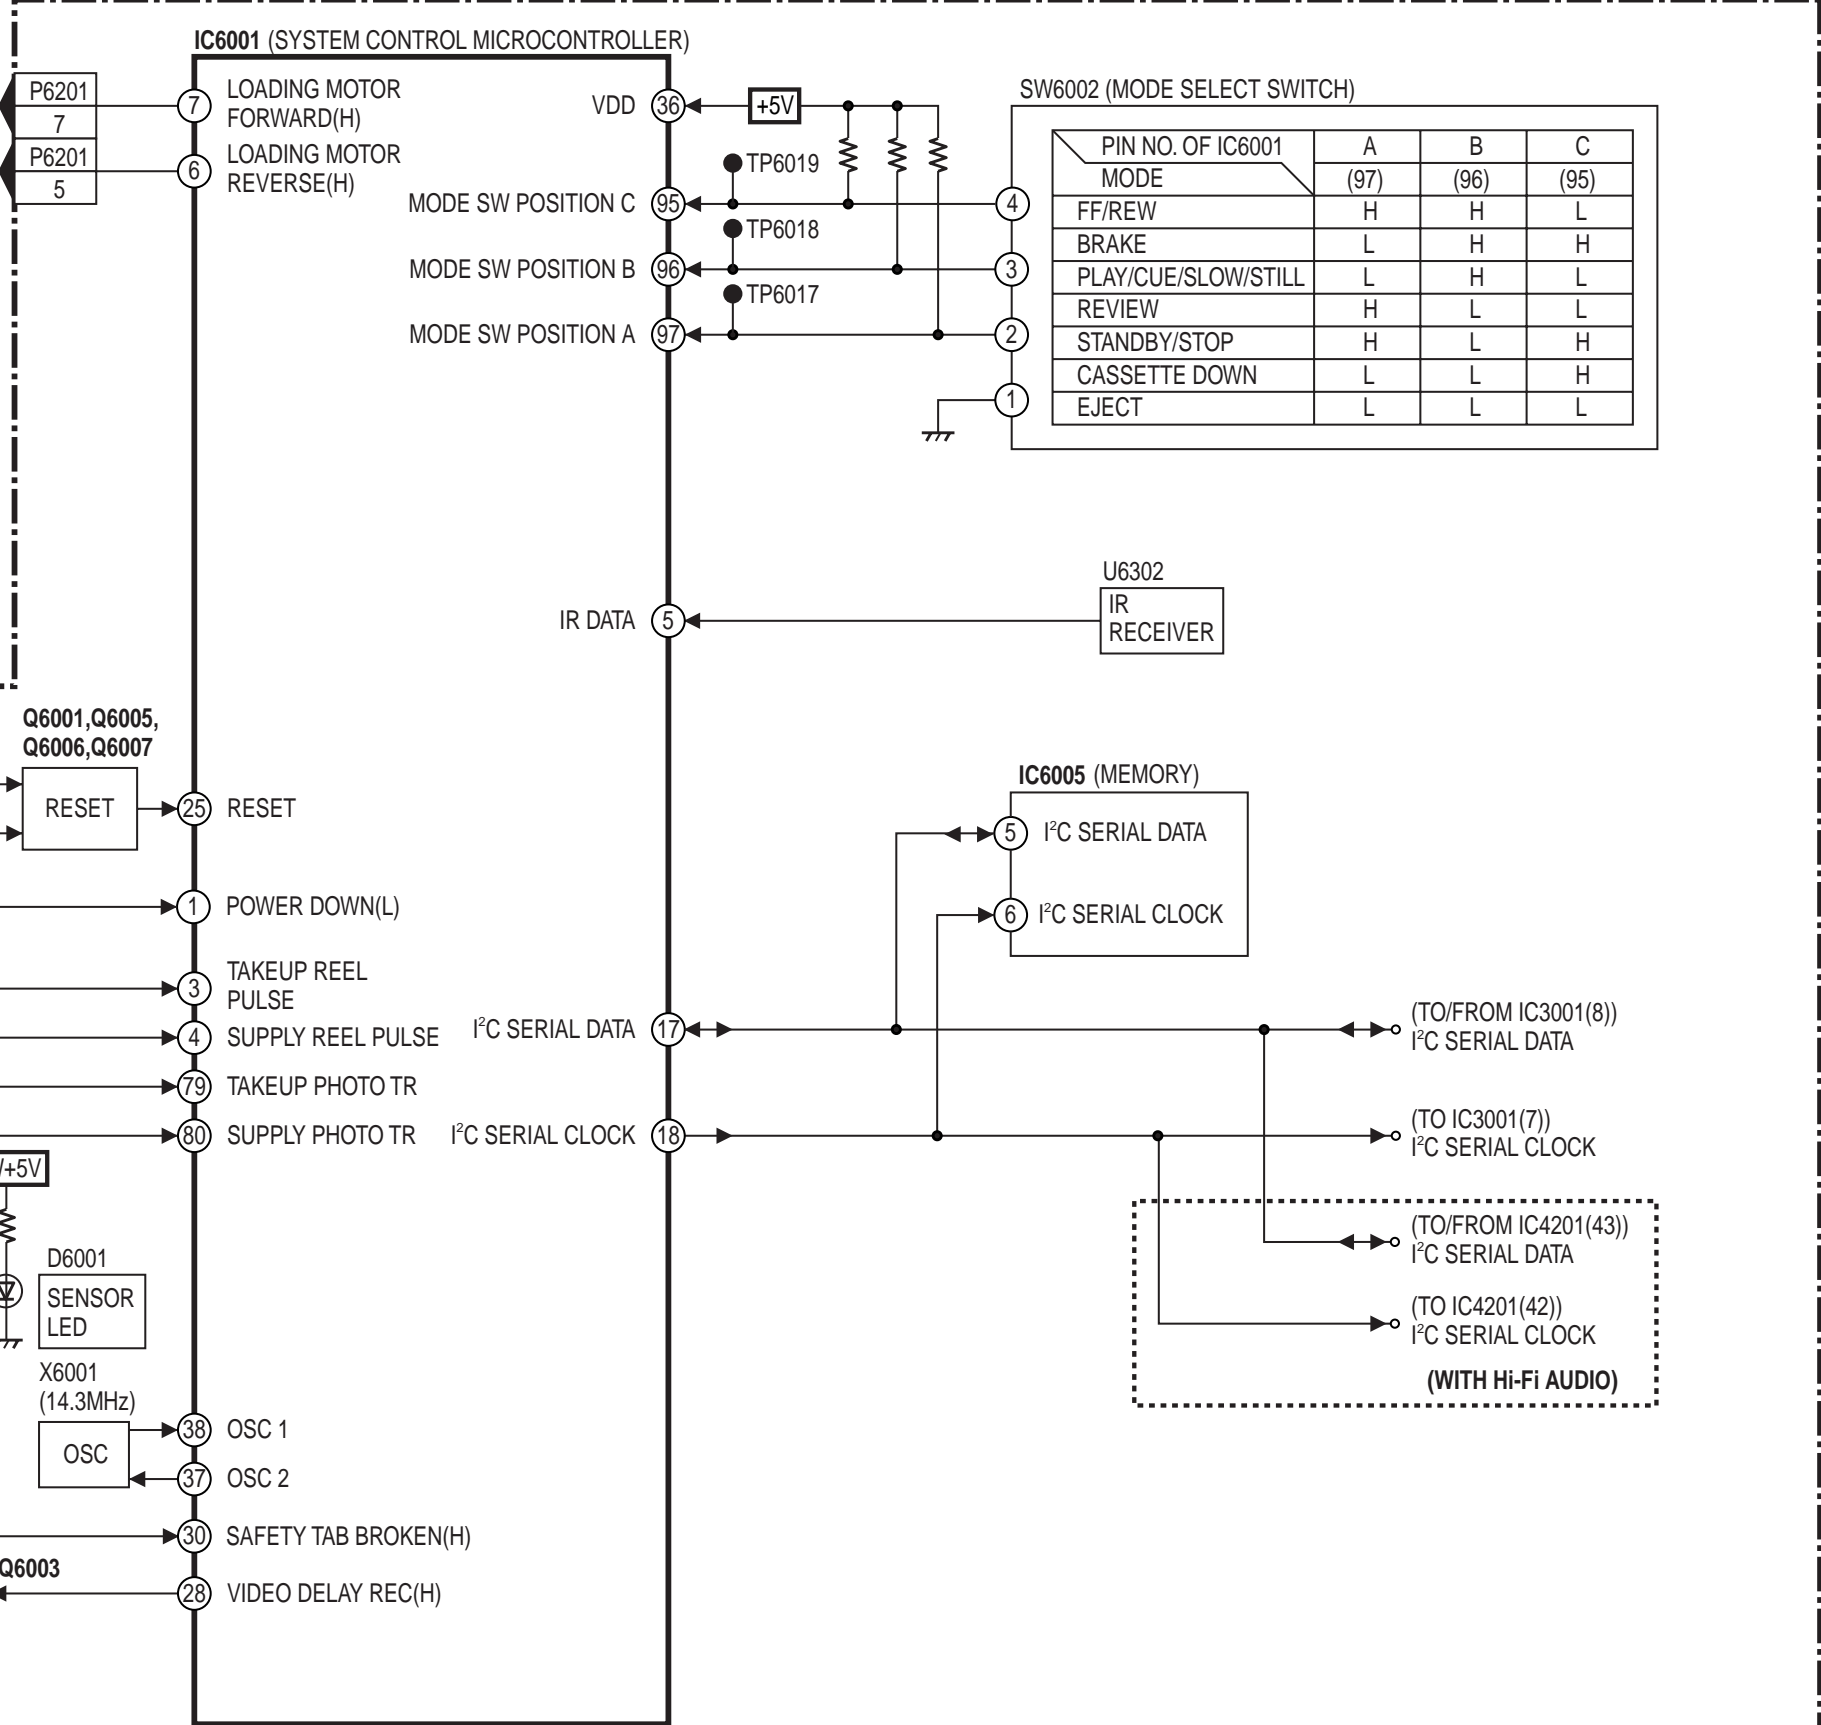 IC6001 (SYSTEM CONTROL MICROCONTROLLER)
P6201
7
P6201
5
7
LOADING MOTOR
FORWARD(H)
6
LOADING MOTOR
REVERSE(H)
VDD 36 +5V
TP6019
MODE SW POSITION C 95
TP6018
MODE SW POSITION B 96
TP6017
MODE SW POSITION A 97
SW6002 (MODE SELECT SWITCH)
4
3
2
1
PIN NO. OF IC6001 A B C
MODE (97) (96) (95)
FF/REW H H L
BRAKE L H H
PLAY/CUE/SLOW/STILL L H L
REVIEW H L L
STANDBY/STOP H L H
CASSETTE DOWN L L H
EJECT L L L
U6302
IR
RECEIVER
IR DATA 5
Q6001,Q6005,
Q6006,Q6007
RESET
25 RESET
IC6005 (MEMORY)
5 I²C SERIAL DATA
6 I²C SERIAL CLOCK
1 POWER DOWN(L)
3
TAKEUP REEL
PULSE
4 SUPPLY REEL PULSE
79 TAKEUP PHOTO TR
80 SUPPLY PHOTO TR
I²C SERIAL DATA 17
I²C SERIAL CLOCK 18
(TO/FROM IC3001(8))
I²C SERIAL DATA
(TO IC3001(7))
I²C SERIAL CLOCK
(TO/FROM IC4201(43))
I²C SERIAL DATA
(TO IC4201(42))
I²C SERIAL CLOCK
(WITH Hi-Fi AUDIO)
+5V
D6001
SENSOR
LED
X6001
(14.3MHz)
OSC
38 OSC 1
37 OSC 2
30 SAFETY TAB BROKEN(H)
Q6003
28 VIDEO DELAY REC(H)